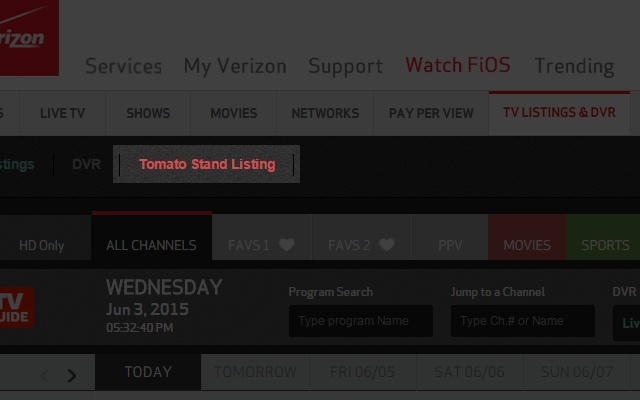 rizon
Services My Verizon Support Watch FiOS Trending
S LIVE TV SHOWS MOVIES NETWORKS PAY PER VIEW TV LISTINGS & DVR
stings DVR Tomato Stand Listing
HD Only ALL CHANNELS FAVS 1 FAVS 2 PPV MOVIES SPORTS
TV
UIDE
WEDNESDAY
Jun 3, 2015
05:32:40 PM
Program Search
Type program Name
Jump to a Channel
Type Ch.# or Name
DVR
Liv
TODAY TOMORROW FRI 06/05 SAT 06/06 SUN 06/07